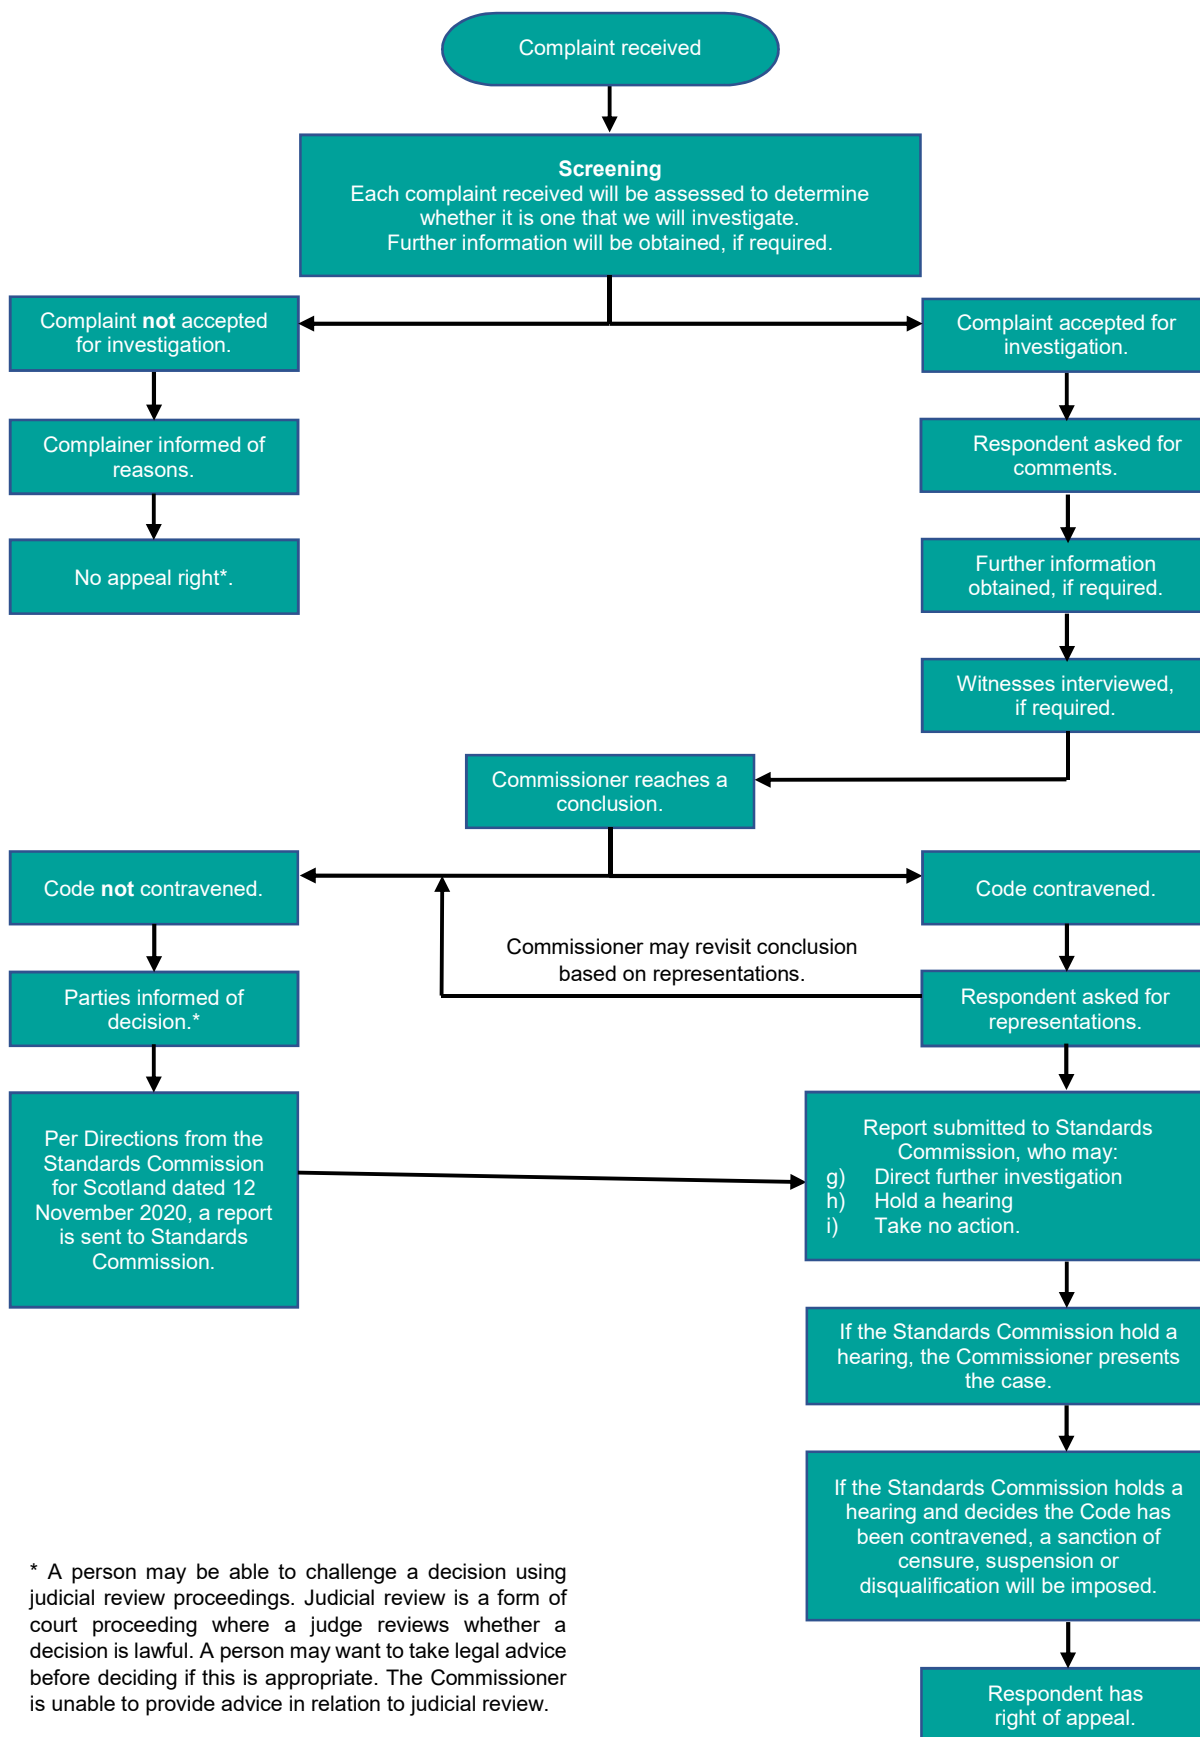 Complaint received
Screening
Each complaint received will be assessed to determine
whether it is one that we will investigate.
Further information will be obtained, if required.
Complaint not accepted
for investigation.
Complaint accepted for
investigation.
Complainer informed of
reasons.
Respondent asked for
comments.
No appeal right*.
Further information
obtained, if required.
Witnesses interviewed,
if required.
Commissioner reaches a
conclusion.
Code not contravened.
Code contravened.
Commissioner may revisit conclusion
based on representations.
Parties informed of
decision.*
Respondent asked for
representations.
Per Directions from the
Standards Commission
for Scotland dated 12
November 2020, a report
is sent to Standards
Commission.
Report submitted to Standards
Commission, who may:
g) Direct further investigation
h) Hold a hearing
i) Take no action.
If the Standards Commission hold a
hearing, the Commissioner presents
the case.
If the Standards Commission holds a
hearing and decides the Code has
been contravened, a sanction of
censure, suspension or
disqualification will be imposed.
* A person may be able to challenge a decision using
judicial review proceedings. Judicial review is a form of
court proceeding where a judge reviews whether a
decision is lawful. A person may want to take legal advice
before deciding if this is appropriate. The Commissioner
is unable to provide advice in relation to judicial review.
Respondent has
right of appeal.